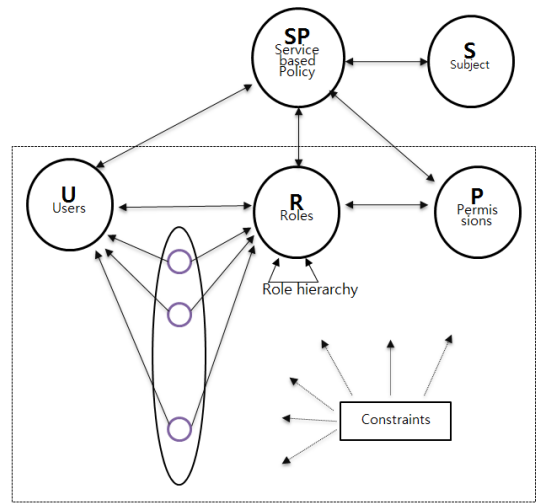 SP
Service
based
Policy
S
Subject
U
Users
R
Roles
P
Permis
sions
Role hierarchy
Constraints